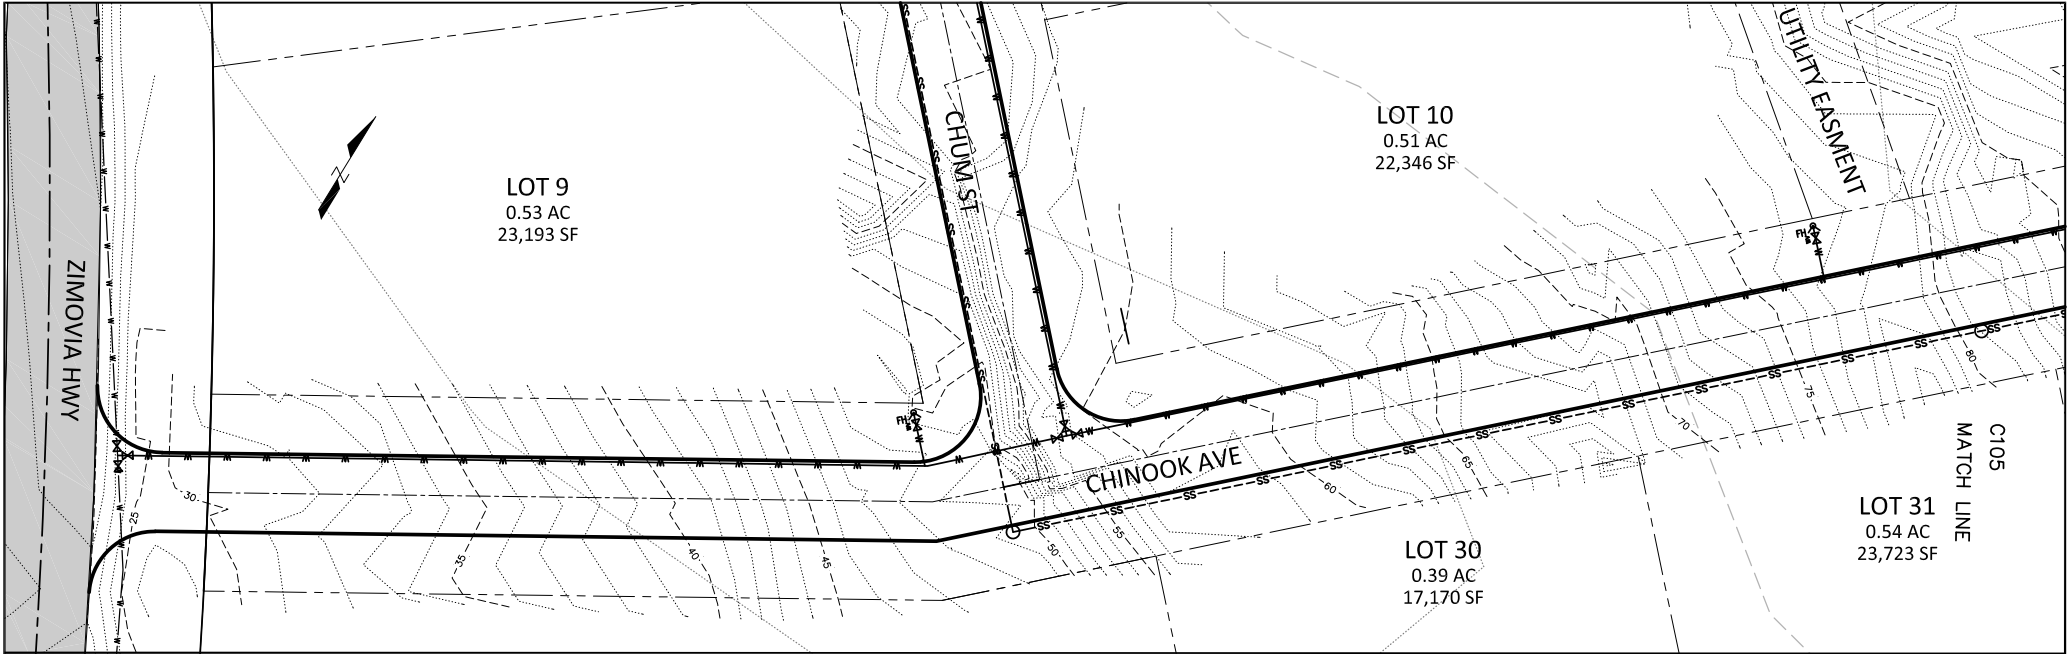 UTILITY EASMENT
LOT 10
0.51 AC
22,346 SF
CHUM ST
LOT 9
0.53 AC
23,193 SF
N
FH
ZIMOVIA HWY
FH
CHINOOK AVE
C105
MATCH LINE
LOT 31
0.54 AC
23,723 SF
LOT 30
0.39 AC
17,170 SF
25
30
35
40
45
50
55
60
65
70
75
80
W
SS